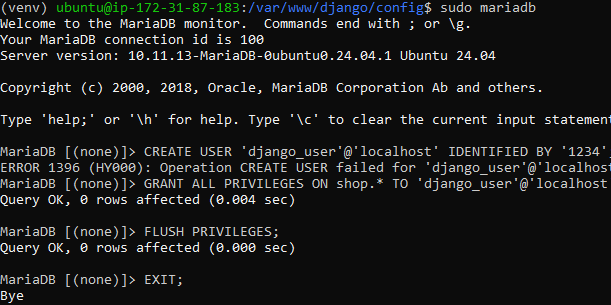 (venv) ubuntu@ip-172-31-87-183:/var/www/django/config$ sudo mariadb
Welcome to the MariaDB monitor.  Commands end with ; or \g.
Your MariaDB connection id is 100
Server version: 10.11.13-MariaDB-0ubuntu0.24.04.1 Ubuntu 24.04

Copyright (c) 2000, 2018, Oracle, MariaDB Corporation Ab and others.

Type 'help;' or '\h' for help. Type '\c' to clear the current input statement

MariaDB [(none)]> CREATE USER 'django_user'@'localhost' IDENTIFIED BY '1234'
ERROR 1396 (HY000): Operation CREATE USER failed for 'django_user'@'localhost
MariaDB [(none)]> GRANT ALL PRIVILEGES ON shop.* TO 'django_user'@'localhost
Query OK, 0 rows affected (0.004 sec)

MariaDB [(none)]> FLUSH PRIVILEGES;
Query OK, 0 rows affected (0.000 sec)

MariaDB [(none)]> EXIT;
Bye